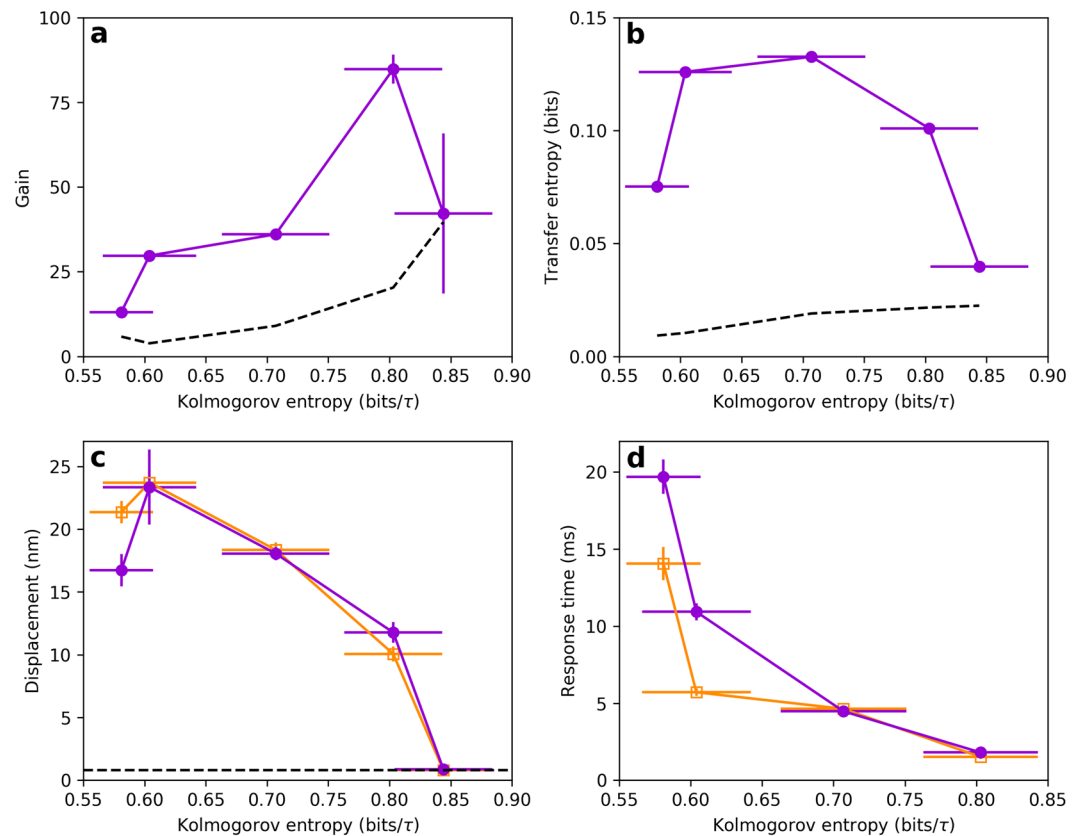 a
100
75
50
25
0
Gain
0.55 0.60 0.65 0.70 0.75 0.80 0.85 0.90
Kolmogorov entropy (bits/τ)
b
0.15
0.10
0.05
0.00
Transfer entropy (bits)
0.55 0.60 0.65 0.70 0.75 0.80 0.85 0.90
Kolmogorov entropy (bits/τ)
c
25
20
15
10
5
0
Displacement (nm)
0.55 0.60 0.65 0.70 0.75 0.80 0.85 0.90
Kolmogorov entropy (bits/τ)
d
20
15
10
5
0
Response time (ms)
0.55 0.60 0.65 0.70 0.75 0.80 0.85
Kolmogorov entropy (bits/τ)